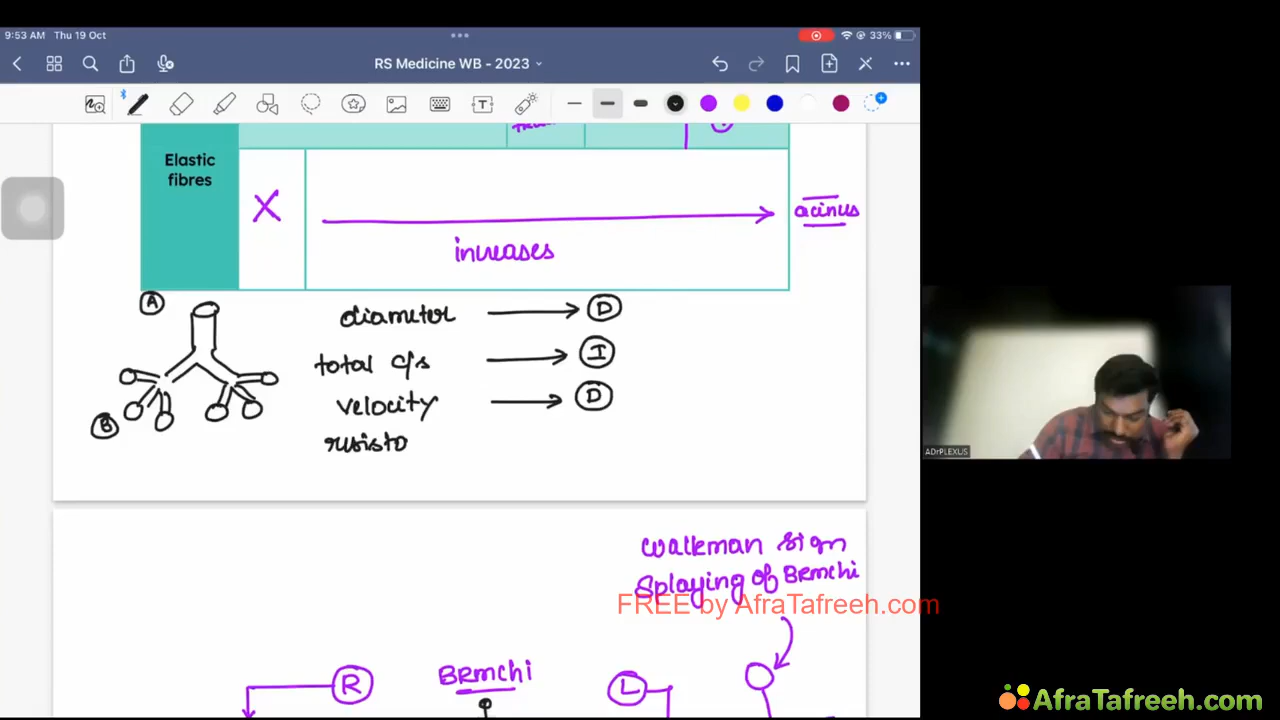 9:53 AM Thu 19 Oct
33%
RS Medicine WB - 2023
T
Elastic
fibres
X
increases
acinus
A
B
diameter D
total c/s I
velocity D
resisto
ADrPLEXUS
Walkman sign
Splaying of Bronchi
FREE by AfraTafreeh.com
R
Bronchi
L
AfraTafreeh.com